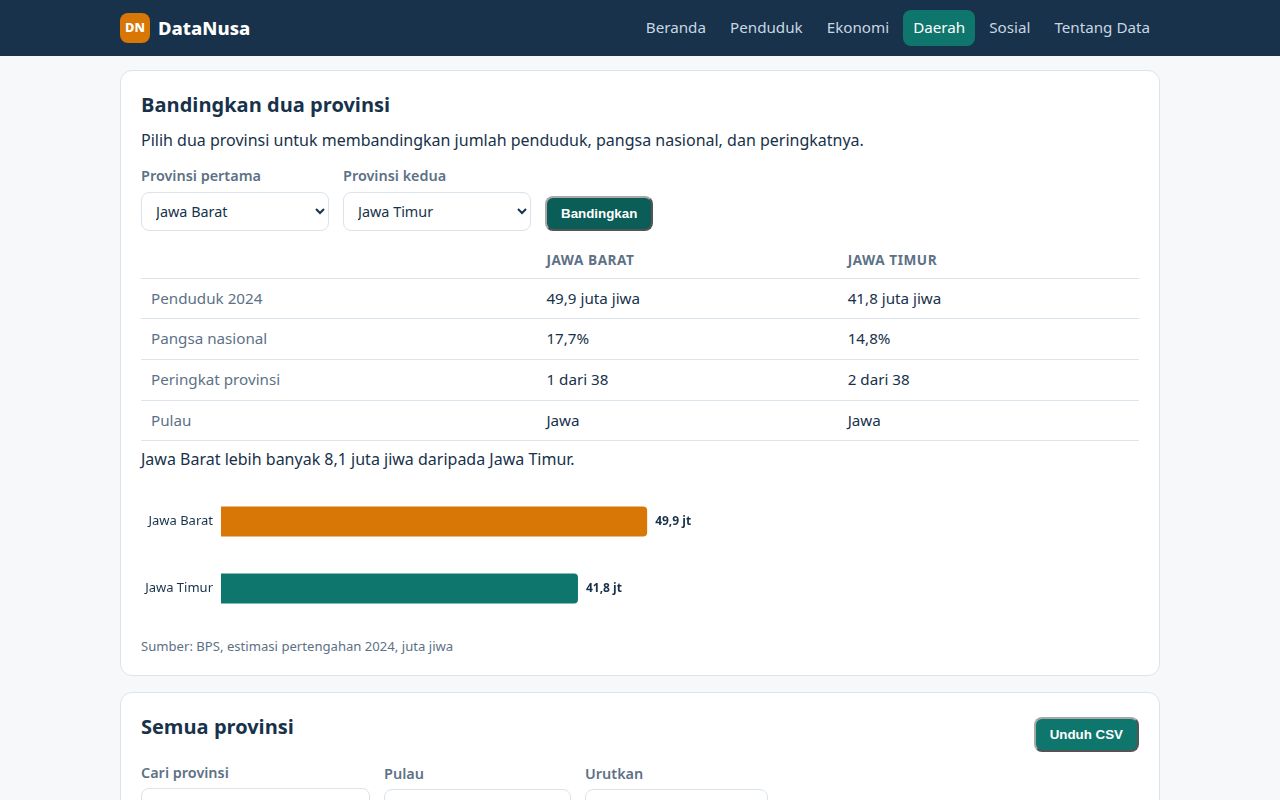 DN DataNusa Beranda Penduduk Ekonomi Daerah Sosial Tentang Data
Bandingkan dua provinsi
Pilih dua provinsi untuk membandingkan jumlah penduduk, pangsa nasional, dan peringkatnya.
Provinsi pertama Provinsi kedua
Jawa Barat Jawa Timur Bandingkan
JAWA BARAT JAWA TIMUR
Penduduk 2024 49,9 juta jiwa 41,8 juta jiwa
Pangsa nasional 17,7% 14,8%
Peringkat provinsi 1 dari 38 2 dari 38
Pulau Jawa Jawa
Jawa Barat lebih banyak 8,1 juta jiwa daripada Jawa Timur.
Jawa Barat 49,9 jt
Jawa Timur 41,8 jt
Sumber: BPS, estimasi pertengahan 2024, juta jiwa
Semua provinsi Unduh CSV
Cari provinsi Pulau Urutkan